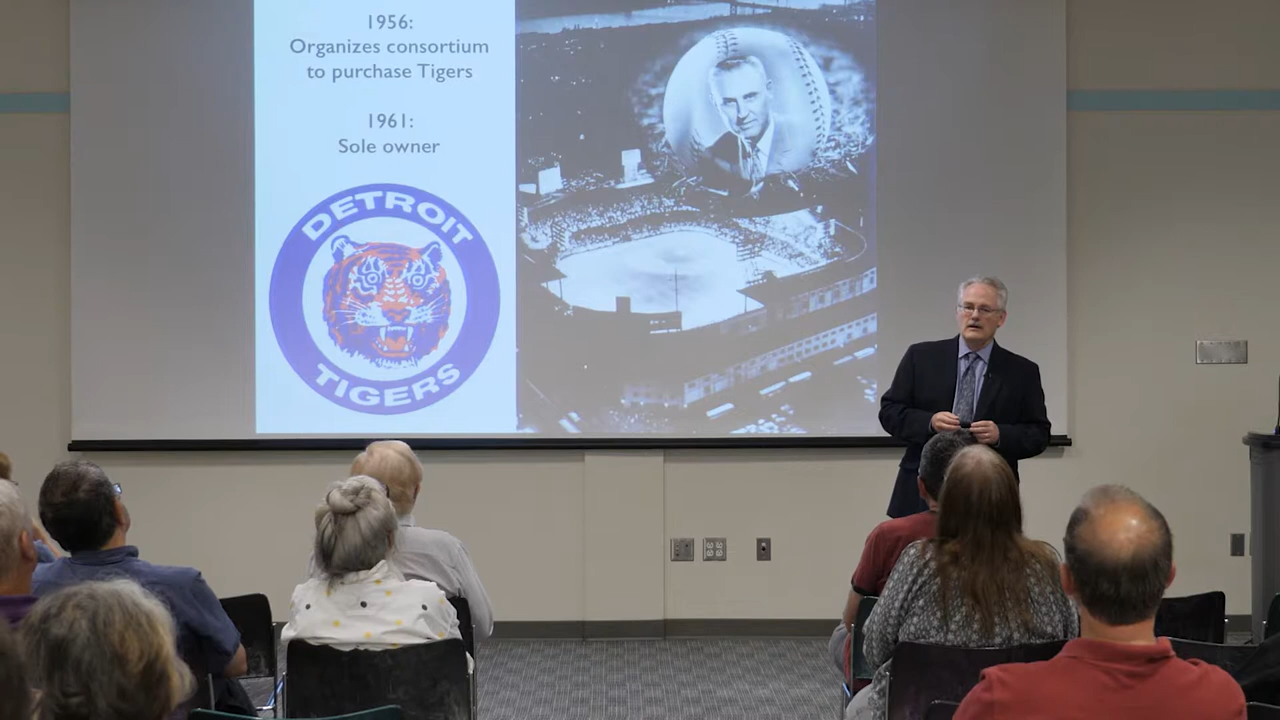 1956:
Organizes consortium
to purchase Tigers
1961:
Sole owner
DETROIT
TIGERS